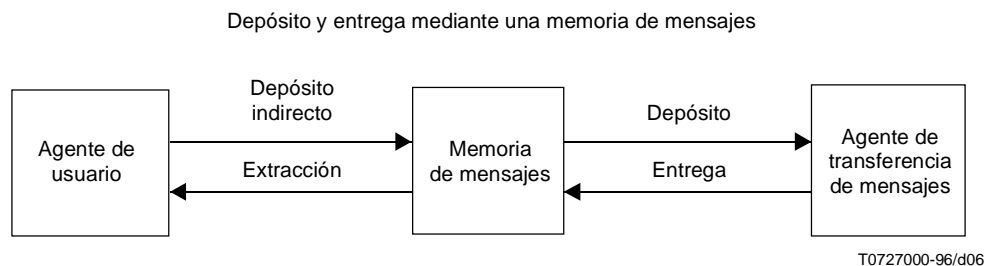 Depósito y entrega mediante una memoria de mensajes
Depósito
indirecto
Depósito
Agente de
usuario
Memoria
de mensajes
Agente de
transferencia
de mensajes
Extracción
Entrega
T0727000-96/d06